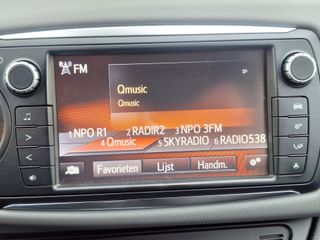 FM
Qmusic
Qmusic
1 NPO R1 2 RADIR2 3 NPO 3FM
4 Qmusic 5 SKYRADIO 6 RADIO538
Favorieten Lijst Handm.